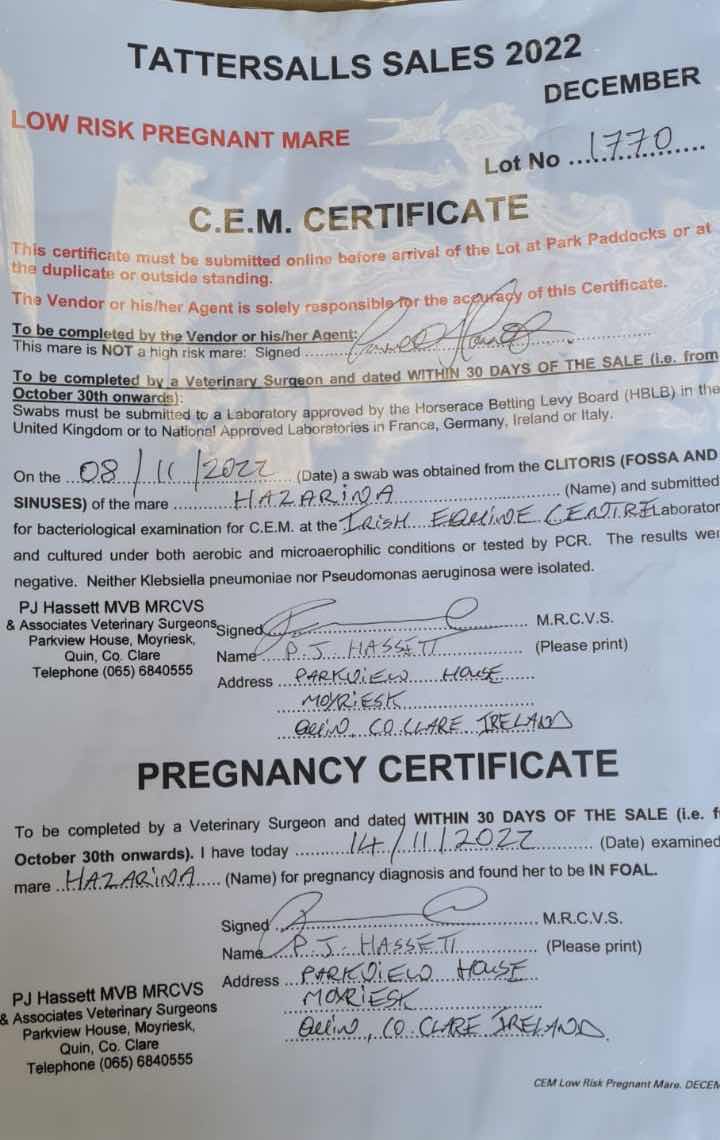 TATTERSALLS SALES 2022
DECEMBER
LOW RISK PREGNANT MARE
Lot No ....1770....
C.E.M. CERTIFICATE
This certificate must be submitted online before arrival of the Lot at Park Paddocks or at
the duplicate or outside standing.
The Vendor or his/her Agent is solely responsible for the accuracy of this Certificate.
To be completed by the Vendor or his/her Agent:
This mare is NOT a high risk mare: Signed
To be completed by a Veterinary Surgeon and dated WITHIN 30 DAYS OF THE SALE (i.e. from
October 30th onwards):
Swabs must be submitted to a Laboratory approved by the Horserace Betting Levy Board (HBLB) in the
United Kingdom or to National Approved Laboratories in France, Germany, Ireland or Italy.
On the 08/11/2022 (Date) a swab was obtained from the CLITORIS (FOSSA AND
SINUSES) of the mare HAZARINA (Name) and submitted
for bacteriological examination for C.E.M. at the IRISH EQUINE CENTRE Laborator
and cultured under both aerobic and microaerophilic conditions or tested by PCR. The results wer
negative. Neither Klebsiella pneumoniae nor Pseudomonas aeruginosa were isolated.
PJ Hassett MVB MRCVS
& Associates Veterinary Surgeons
Parkview House, Moyriesk,
Quin, Co. Clare
Telephone (065) 6840555
Signed M.R.C.V.S.
Name P.J. HASSETT (Please print)
Address PARKVIEW HOUSE
MOYRIESK
QUIN, CO. CLARE IRELAND
PREGNANCY CERTIFICATE
To be completed by a Veterinary Surgeon and dated WITHIN 30 DAYS OF THE SALE (i.e. f
October 30th onwards). I have today 14/11/2022 (Date) examined
mare HAZARINA (Name) for pregnancy diagnosis and found her to be IN FOAL.
Signed M.R.C.V.S.
Name P.J. HASSETT (Please print)
Address PARKVIEW HOUSE
MOYRIESK
QUIN, CO. CLARE IRELAND.
PJ Hassett MVB MRCVS
& Associates Veterinary Surgeons
Parkview House, Moyriesk,
Quin, Co. Clare
Telephone (065) 6840555
CEM Low Risk Pregnant Mare. DECEM